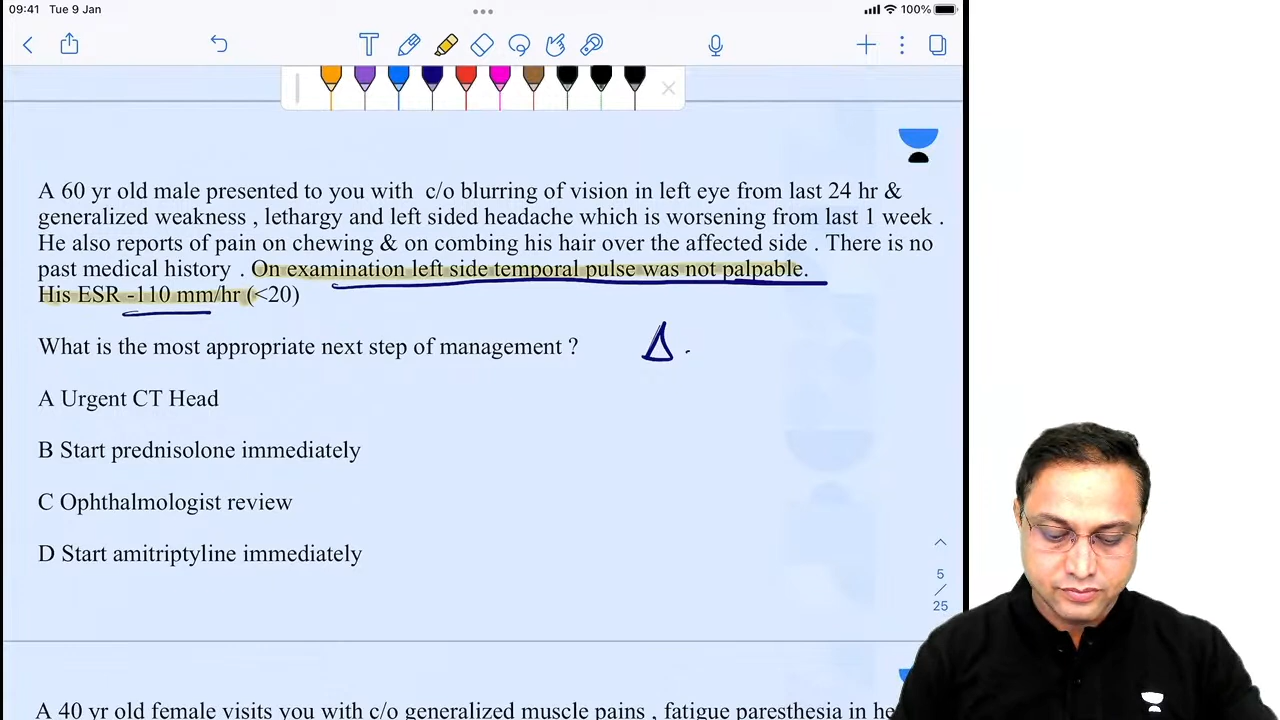 09:41 Tue 9 Jan
100%
A 60 yr old male presented to you with c/o blurring of vision in left eye from last 24 hr &
generalized weakness , lethargy and left sided headache which is worsening from last 1 week .
He also reports of pain on chewing & on combing his hair over the affected side . There is no
past medical history . On examination left side temporal pulse was not palpable.
His ESR -110 mm/hr (<20)
What is the most appropriate next step of management ?
Δ .
A Urgent CT Head
B Start prednisolone immediately
C Ophthalmologist review
D Start amitriptyline immediately
5
/
25
A 40 yr old female visits you with c/o generalized muscle pains , fatigue paresthesia in he